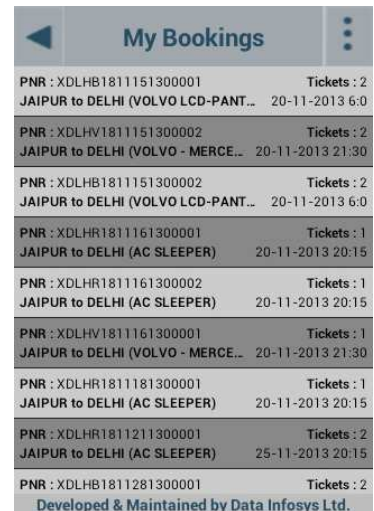 My Bookings
PNR : XDLHB1811151300001 Tickets : 2
JAIPUR to DELHI (VOLVO LCD-PANT... 20-11-2013 6:0
PNR : XDLHV1811151300002 Tickets : 2
JAIPUR to DELHI (VOLVO - MERCE... 20-11-2013 21:30
PNR : XDLHB1811151300002 Tickets : 2
JAIPUR to DELHI (VOLVO LCD-PANT... 20-11-2013 6:0
PNR : XDLHR1811161300001 Tickets : 1
JAIPUR to DELHI (AC SLEEPER) 20-11-2013 20:15
PNR : XDLHR1811161300002 Tickets : 1
JAIPUR to DELHI (AC SLEEPER) 20-11-2013 20:15
PNR : XDLHV1811161300001 Tickets : 1
JAIPUR to DELHI (VOLVO - MERCE... 20-11-2013 21:30
PNR : XDLHR1811181300001 Tickets : 1
JAIPUR to DELHI (AC SLEEPER) 20-11-2013 20:15
PNR : XDLHR1811211300001 Tickets : 2
JAIPUR to DELHI (AC SLEEPER) 25-11-2013 20:15
PNR : XDLHB1811281300001 Tickets : 2
Developed & Maintained by Data Infosys Ltd.